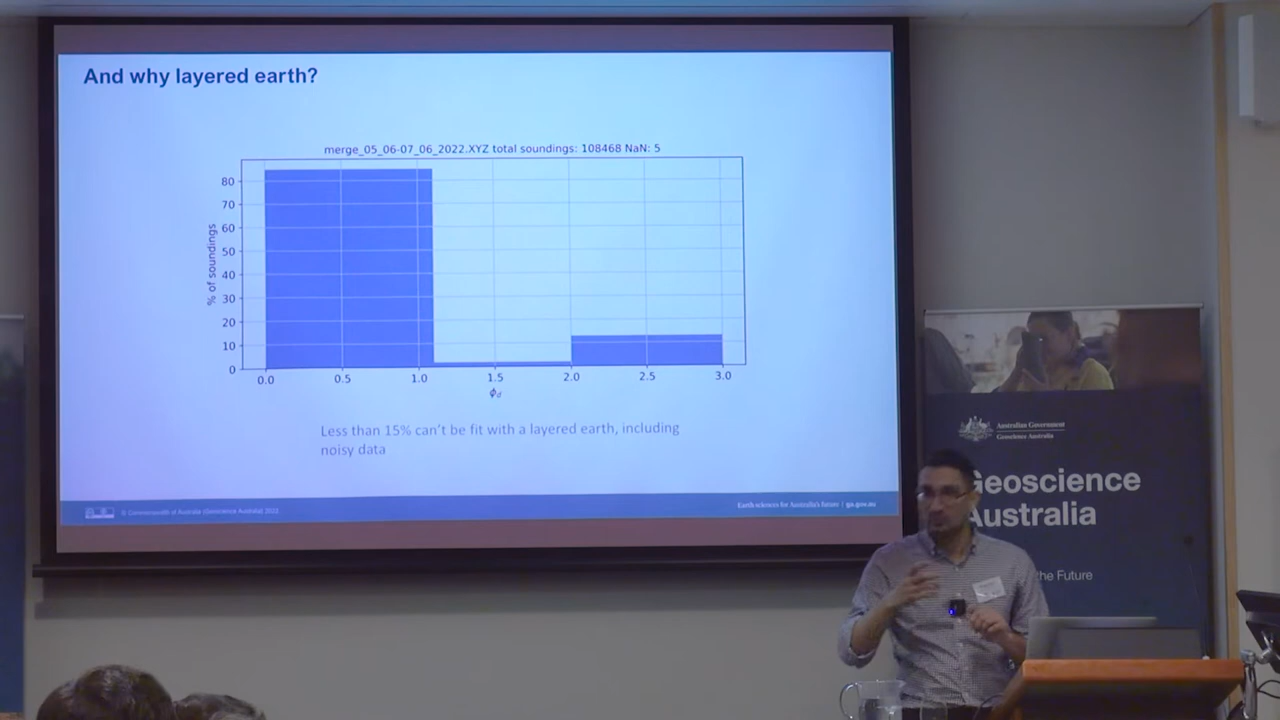 And why layered earth?
merge_05_06-07_06_2022.XYZ total soundings: 108468 NaN: 5
% of soundings
80
70
60
50
40
30
20
10
0
0.0 0.5 1.0 1.5 2.0 2.5 3.0
ϕd
Less than 15% can't be fit with a layered earth, including
noisy data
© Commonwealth of Australia (Geoscience Australia) 2023
Earth sciences for Australia's future | ga.gov.au
Australian Government
Geoscience Australia
Geoscience
Australia
the Future